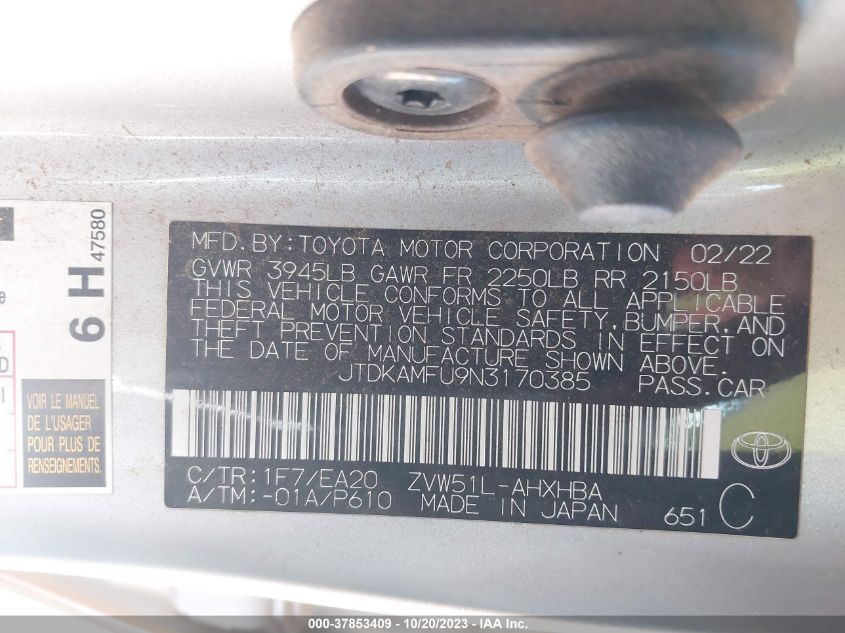 MFD.BY:TOYOTA MOTOR CORPORATION 02/22
GVWR 3945LB GAWR FR 2250LB RR 2150LB
THIS VEHICLE CONFORMS TO ALL APPLICABLE
FEDERAL MOTOR VEHICLE SAFETY,BUMPER,AND
THEFT PREVENTION STANDARDS IN EFFECT ON
THE DATE OF MANUFACTURE SHOWN ABOVE.
JTDKAMFU9N3170385 PASS.CAR
C/TR:1F7/EA20 ZVW51L-AHXHBA
A/TM:-01A/P610 MADE IN JAPAN 651 C
6 H 47580
VOIR LE MANUEL
DE L'USAGER
POUR PLUS DE
RENSEIGNEMENTS.
000-37853409 - 10/20/2023 - IAA Inc.